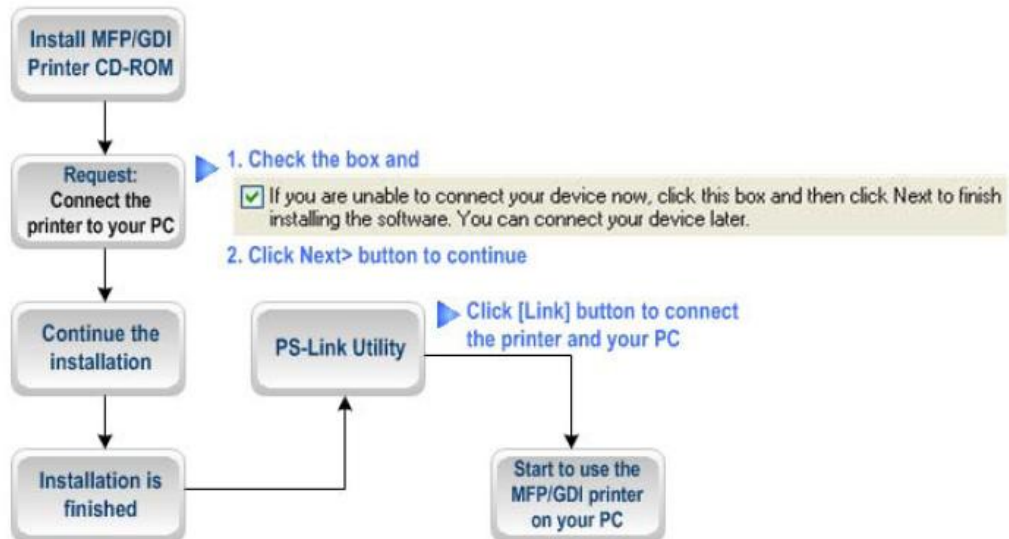 Install MFP/GDI
Printer CD-ROM
Request:
Connect the
printer to your PC
1. Check the box and
If you are unable to connect your device now, click this box and then click Next to finish
installing the software. You can connect your device later.
2. Click Next> button to continue
Continue the
installation
Installation is
finished
PS-Link Utility
Click [Link] button to connect
the printer and your PC
Start to use the
MFP/GDI printer
on your PC